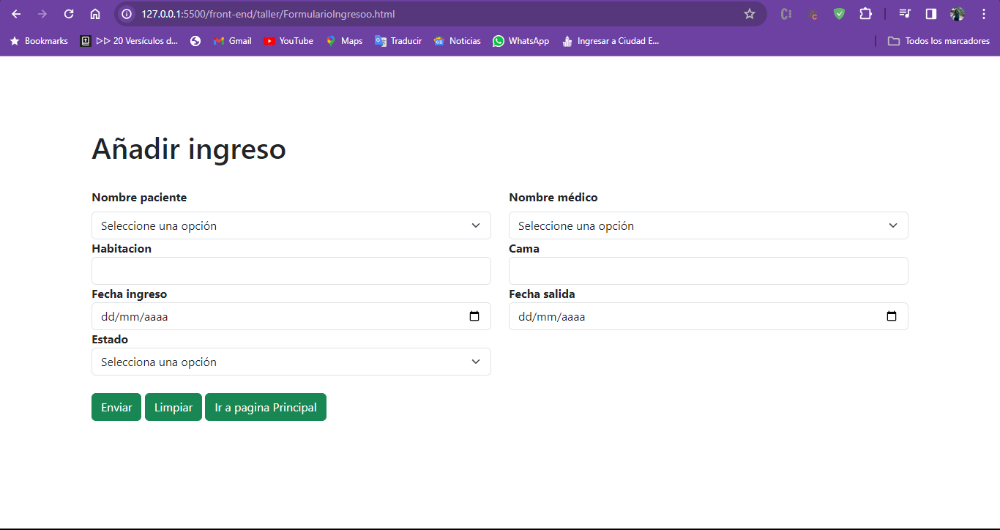 127.0.0.1:5500/front-end/taller/FormularioIngresoo.html
Bookmarks ▷▷ 20 Versículos d... Gmail YouTube Maps Traducir Noticias WhatsApp Ingresar a Ciudad E... Todos los marcadores
Añadir ingreso
Nombre paciente Nombre médico
Seleccione una opción Seleccione una opción
Habitacion Cama
Fecha ingreso Fecha salida
dd/mm/aaaa dd/mm/aaaa
Estado
Selecciona una opción
Enviar Limpiar Ir a pagina Principal